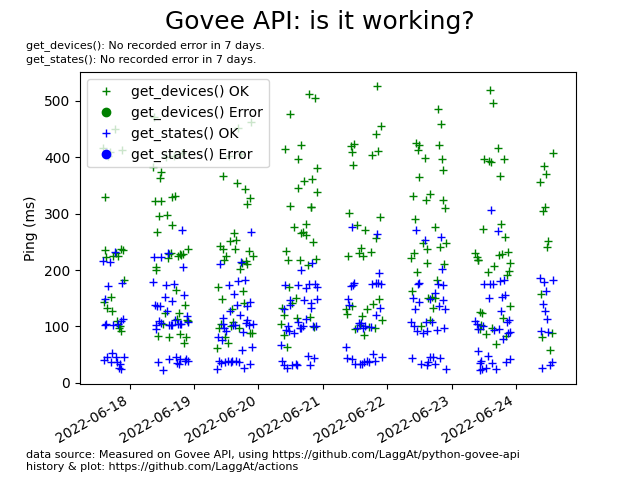 Govee API: is it working?
get_devices(): No recorded error in 7 days.
get_states(): No recorded error in 7 days.
get_devices() OK
get_devices() Error
get_states() OK
get_states() Error
Ping (ms)
500
400
300
200
100
0
2022-06-18
2022-06-19
2022-06-20
2022-06-21
2022-06-22
2022-06-23
2022-06-24
data source: Measured on Govee API, using https://github.com/LaggAt/python-govee-api
history & plot: https://github.com/LaggAt/actions